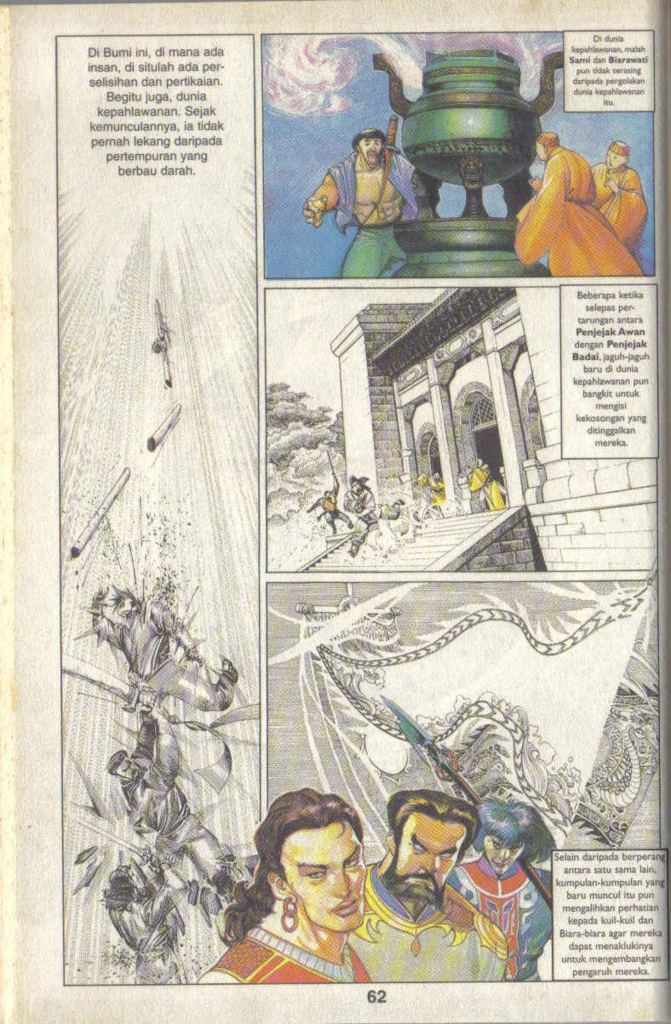 Di Bumi ini, di mana ada
insan, di situlah ada per-
selisihan dan pertikaian.
Begitu juga, dunia
kepahlawanan. Sejak
kemunculannya, ia tidak
pernah lekang daripada
pertempuran yang
berbau darah.
Di dunia
kepahlawanan, malah
Sami dan Biarawati
pun tidak terasing
daripada pergolakan
dunia kepahlawanan
itu.
Beberapa ketika
selepas per-
tarungan antara
Penjejak Awan
dengan Penjejak
Badai, jaguh-jaguh
baru di dunia
kepahlawanan pun
bangkit untuk
mengisi
kekosongan yang
ditinggalkan
mereka.
Selain daripada berperang
antara satu sama lain,
kumpulan-kumpulan yang
baru muncul itu pun
mengalihkan perhatian
kepada kuil-kuil dan
Biara-biara agar mereka
dapat menaklukinya
untuk mengembangkan
pengaruh mereka.
62